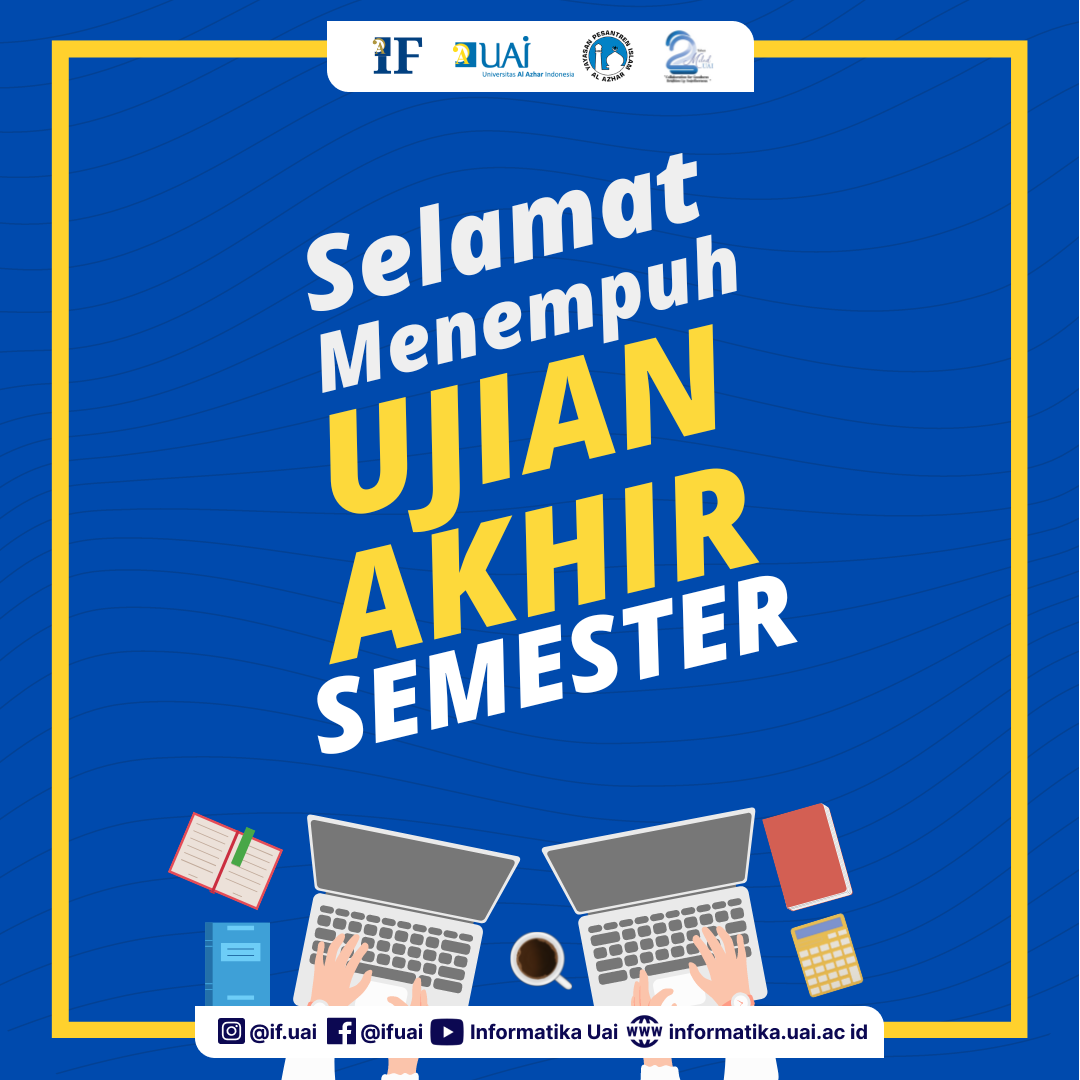 IF
UAI
Universitas Al Azhar Indonesia
YAYASAN PESANTREN ISLAM
AL AZHAR
Selamat
Menempuh
UJIAN
AKHIR
SEMESTER
@if.uai @ifuai Informatika Uai www informatika.uai.ac id